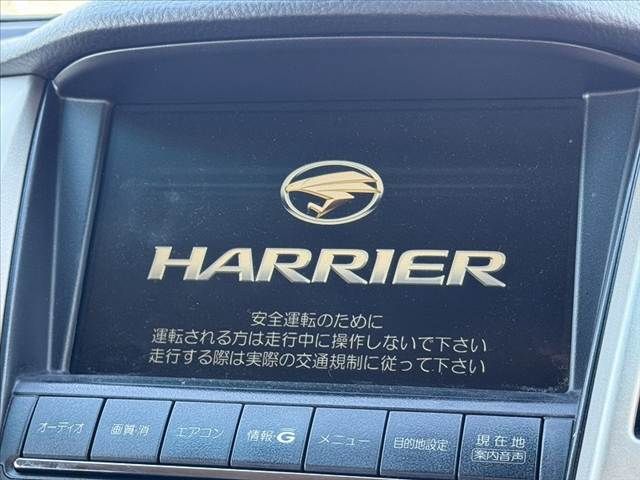 HARRIER
安全運転のために
運転される方は走行中に操作しないで下さい
走行する際は実際の交通規制に従って下さい
オーディオ
画質・消
エアコン
情報・G
メニュー
目的地設定
現在地
案内音声